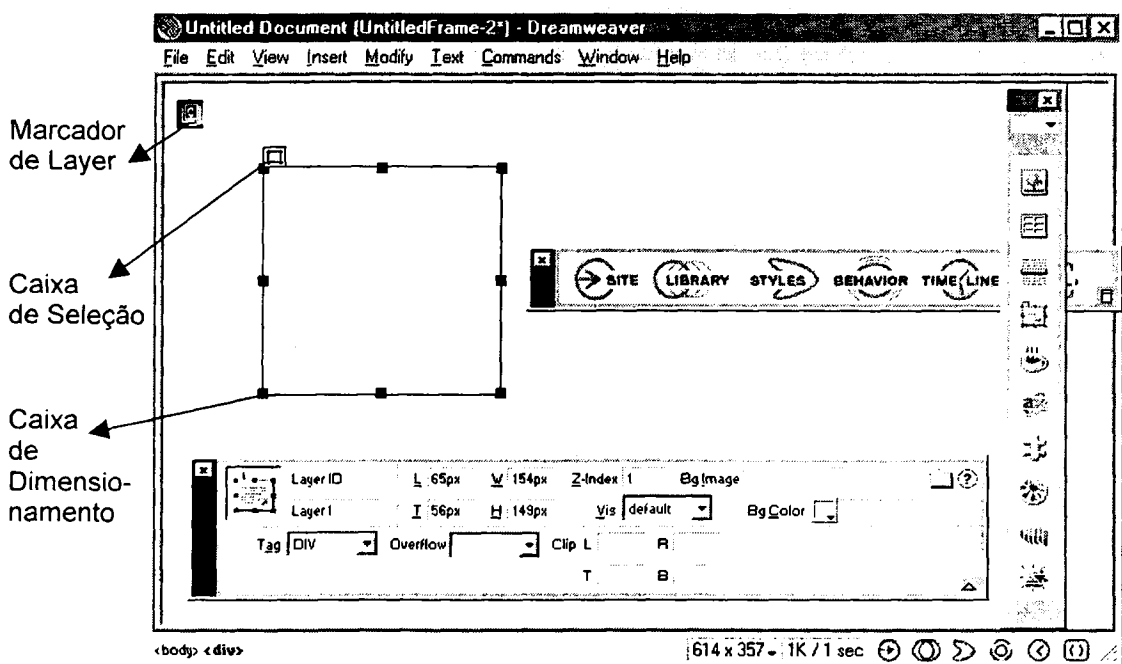 Untitled Document (UntitledFrame-2*) - Dreamweaver
File Edit View Insert Modify Text Commands Window Help
Marcador
de Layer
Caixa
de Seleção
SITE LIBRARY STYLES BEHAVIOR TIMELINE
Caixa
de
Dimensio-
namento
Layer ID L 65px W 154px Z-Index 1 Bg Image
Layer1 T 56px H 149px Vis default Bg Color
Tag DIV Overflow Clip L R
T B
<body> <div> 614 x 357 1K / 1 sec